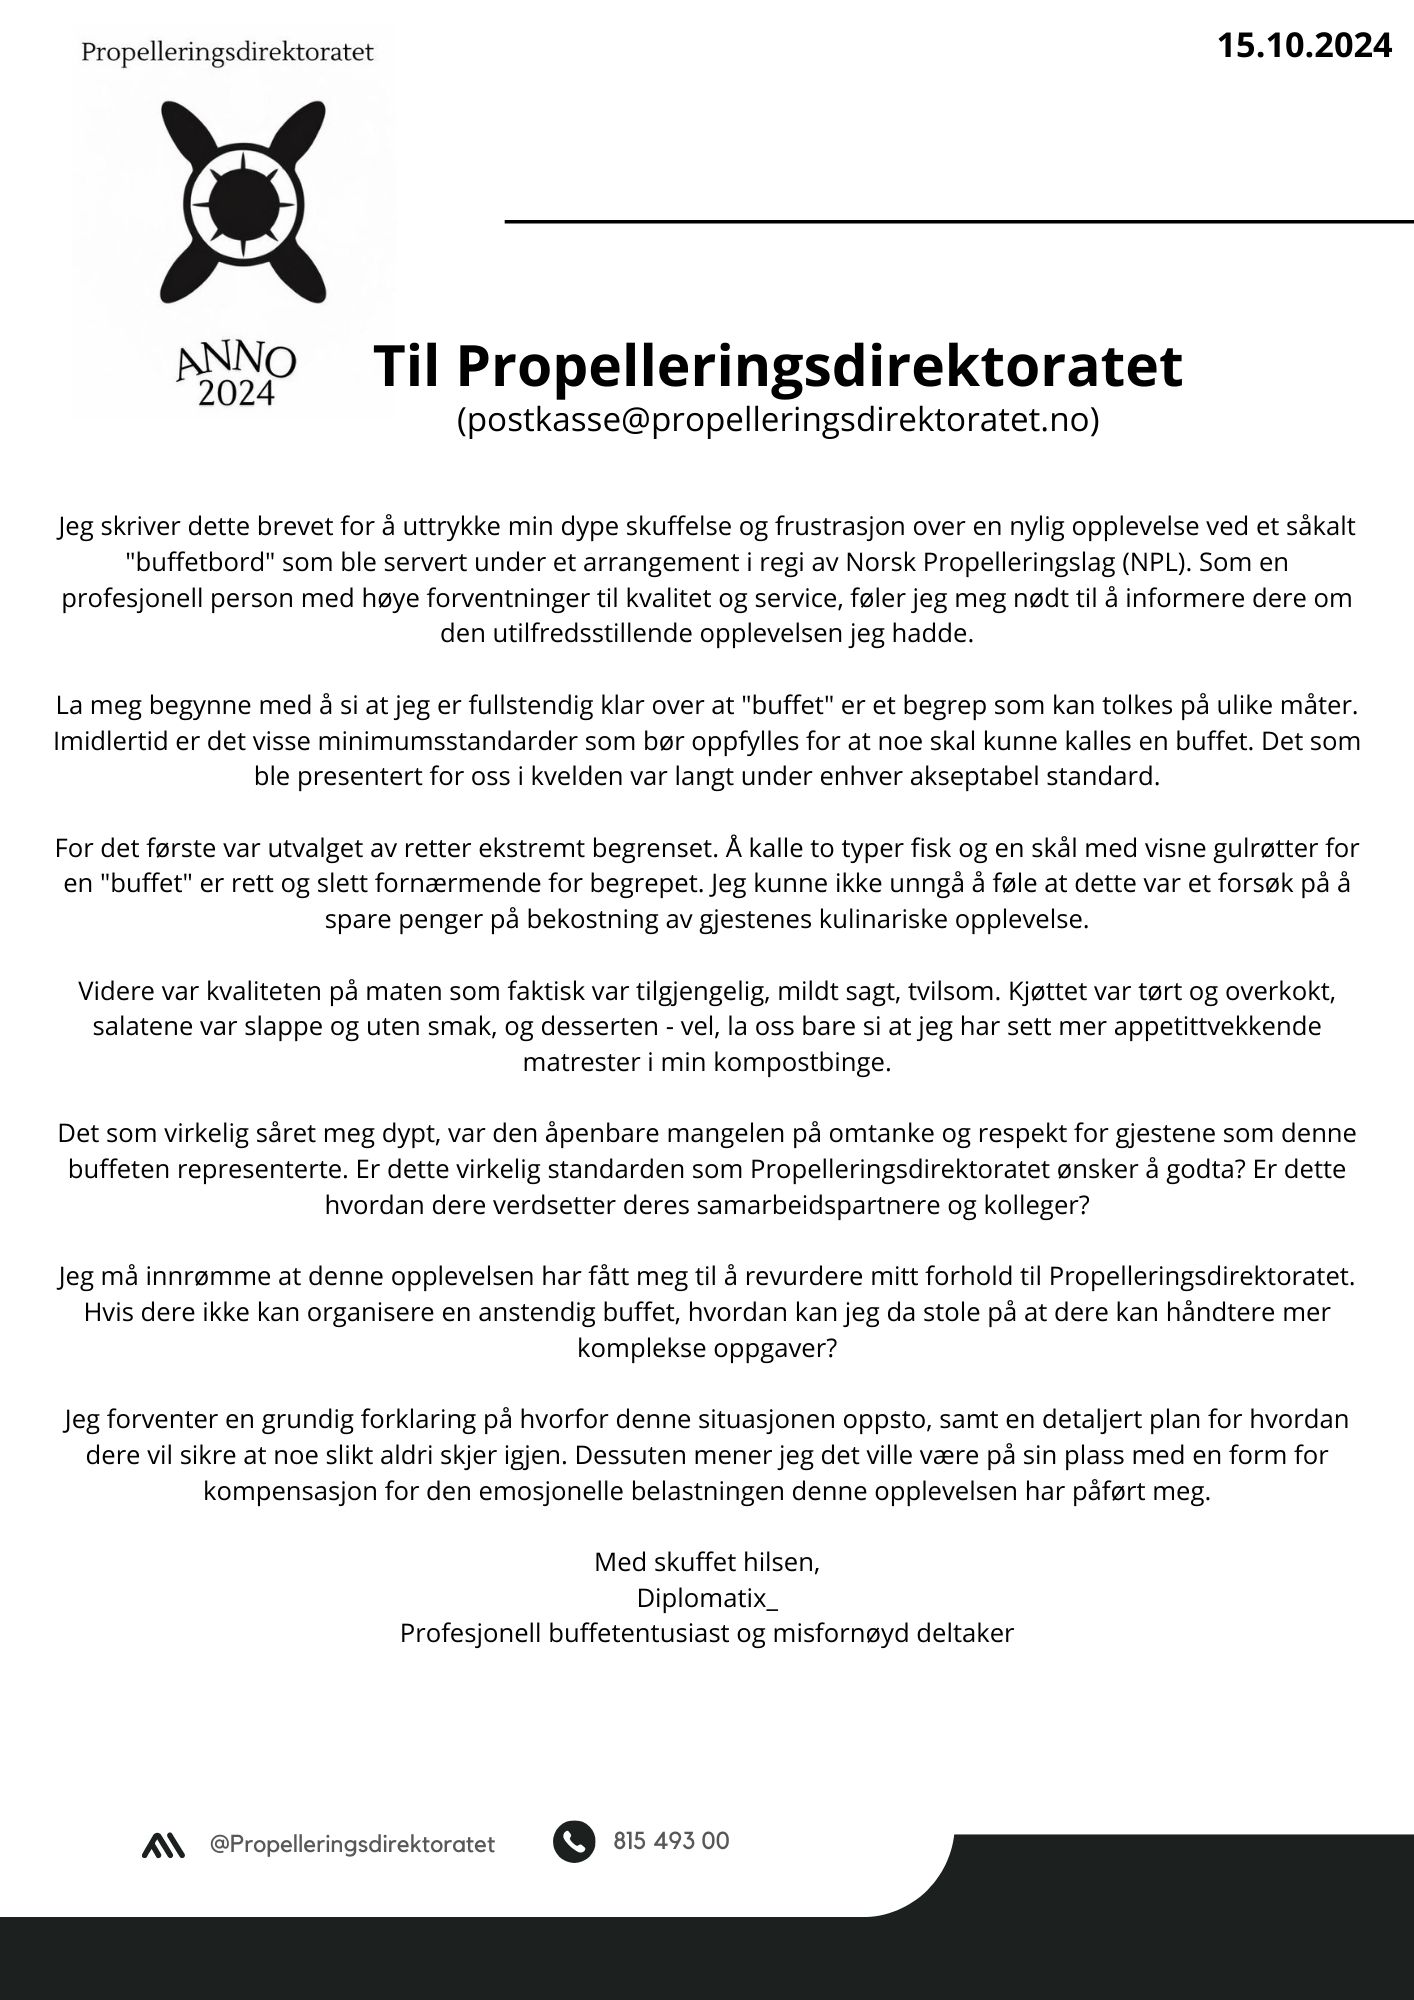 Propelleringsdirektoratet
15.10.2024
ANNO
2024
Til Propelleringsdirektoratet
(postkasse@propelleringsdirektoratet.no)
Jeg skriver dette brevet for å uttrykke min dype skuffelse og frustrasjon over en nylig opplevelse ved et såkalt
"buffetbord" som ble servert under et arrangement i regi av Norsk Propelleringslag (NPL). Som en
profesjonell person med høye forventninger til kvalitet og service, føler jeg meg nødt til å informere dere om
den utilfredsstillende opplevelsen jeg hadde.
La meg begynne med å si at jeg er fullstendig klar over at "buffet" er et begrep som kan tolkes på ulike måter.
Imidlertid er det visse minimumsstandarder som bør oppfylles for at noe skal kunne kalles en buffet. Det som
ble presentert for oss i kvelden var langt under enhver akseptabel standard.
For det første var utvalget av retter ekstremt begrenset. Å kalle to typer fisk og en skål med visne gulrøtter for
en "buffet" er rett og slett fornærmende for begrepet. Jeg kunne ikke unngå å føle at dette var et forsøk på å
spare penger på bekostning av gjestenes kulinariske opplevelse.
Videre var kvaliteten på maten som faktisk var tilgjengelig, mildt sagt, tvilsom. Kjøttet var tørt og overkokt,
salatene var slappe og uten smak, og desserten - vel, la oss bare si at jeg har sett mer appetittvekkende
matrester i min kompostbinge.
Det som virkelig såret meg dypt, var den åpenbare mangelen på omtanke og respekt for gjestene som denne
buffeten representerte. Er dette virkelig standarden som Propelleringsdirektoratet ønsker å godta? Er dette
hvordan dere verdsetter deres samarbeidspartnere og kolleger?
Jeg må innrømme at denne opplevelsen har fått meg til å revurdere mitt forhold til Propelleringsdirektoratet.
Hvis dere ikke kan organisere en anstendig buffet, hvordan kan jeg da stole på at dere kan håndtere mer
komplekse oppgaver?
Jeg forventer en grundig forklaring på hvorfor denne situasjonen oppsto, samt en detaljert plan for hvordan
dere vil sikre at noe slikt aldri skjer igjen. Dessuten mener jeg det ville være på sin plass med en form for
kompensasjon for den emosjonelle belastningen denne opplevelsen har påført meg.
Med skuffet hilsen,
Diplomatix_
Profesjonell buffetentusiast og misfornøyd deltaker
@Propelleringsdirektoratet
815 493 00